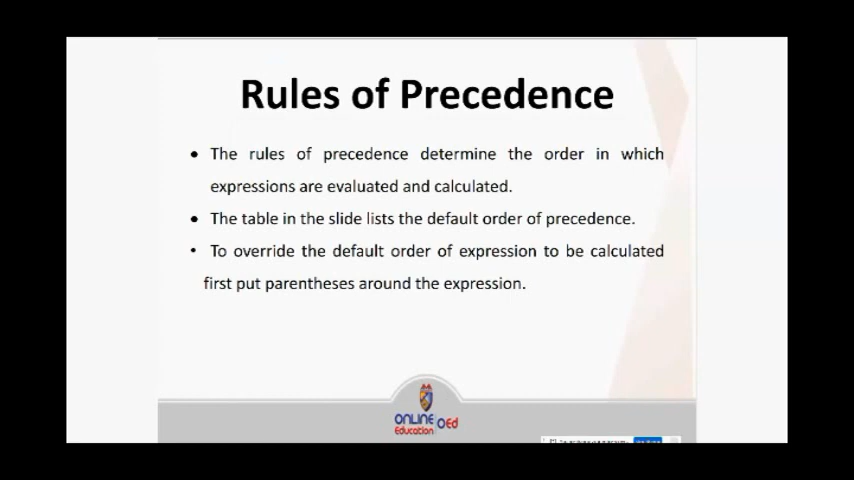 Rules of Precedence
• The rules of precedence determine the order in which
expressions are evaluated and calculated.
• The table in the slide lists the default order of precedence.
• To override the default order of expression to be calculated
first put parentheses around the expression.
ONLINE OEd
Education